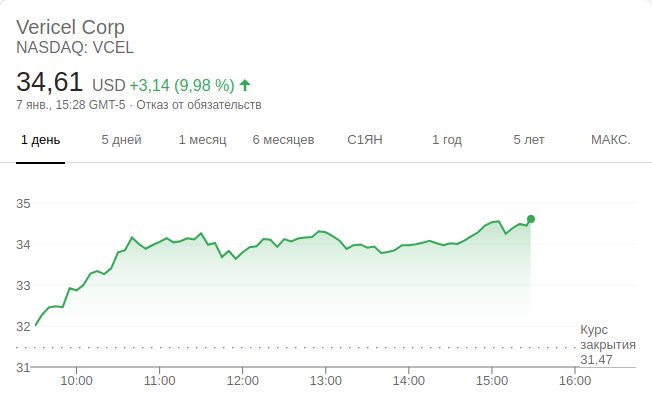 Vericel Corp
NASDAQ: VCEL
34,61 USD +3,14 (9,98 %)
7 янв., 15:28 GMT-5 · Отказ от обязательств
1 день 5 дней 1 месяц 6 месяцев С1ЯН 1 год 5 лет МАКС.
35
34
33
32
31
Курс
закрытия
31,47
10:00 11:00 12:00 13:00 14:00 15:00 16:00